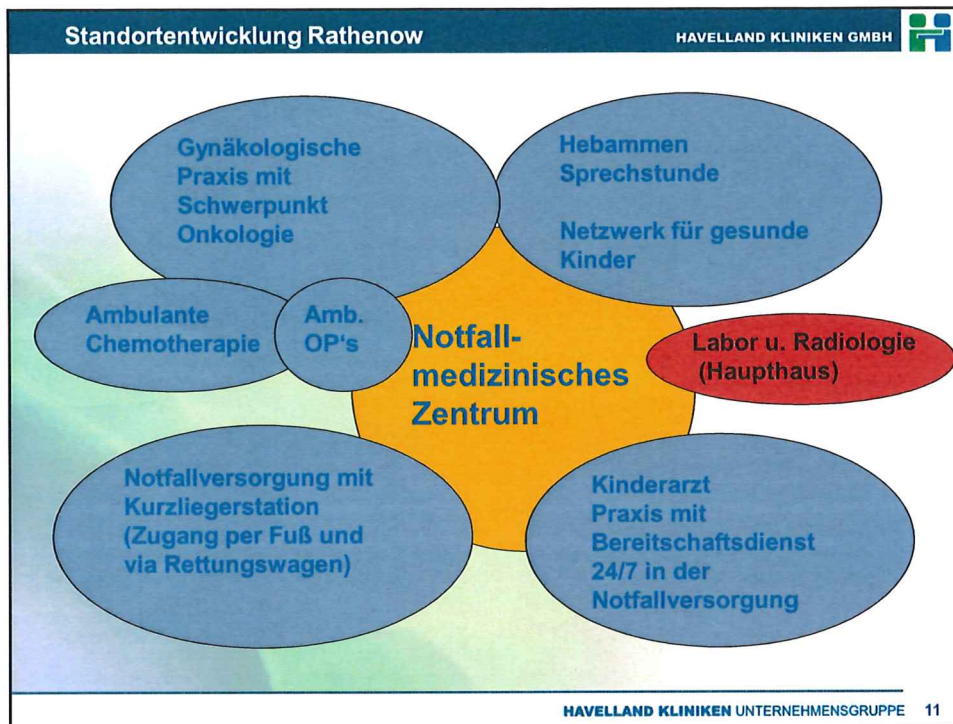 Standortentwicklung Rathenow
HAVELLAND KLINIKEN GMBH
Gynäkologische
Praxis mit
Schwerpunkt
Onkologie
Hebammen
Sprechstunde
Netzwerk für gesunde
Kinder
Ambulante
Chemotherapie
Amb.
OP's
Notfall-
medizinisches
Zentrum
Labor u. Radiologie
(Haupthaus)
Notfallversorgung mit
Kurzliegerstation
(Zugang per Fuß und
via Rettungswagen)
Kinderarzt
Praxis mit
Bereitschaftsdienst
24/7 in der
Notfallversorgung
HAVELLAND KLINIKEN UNTERNEHMENSGRUPPE 11